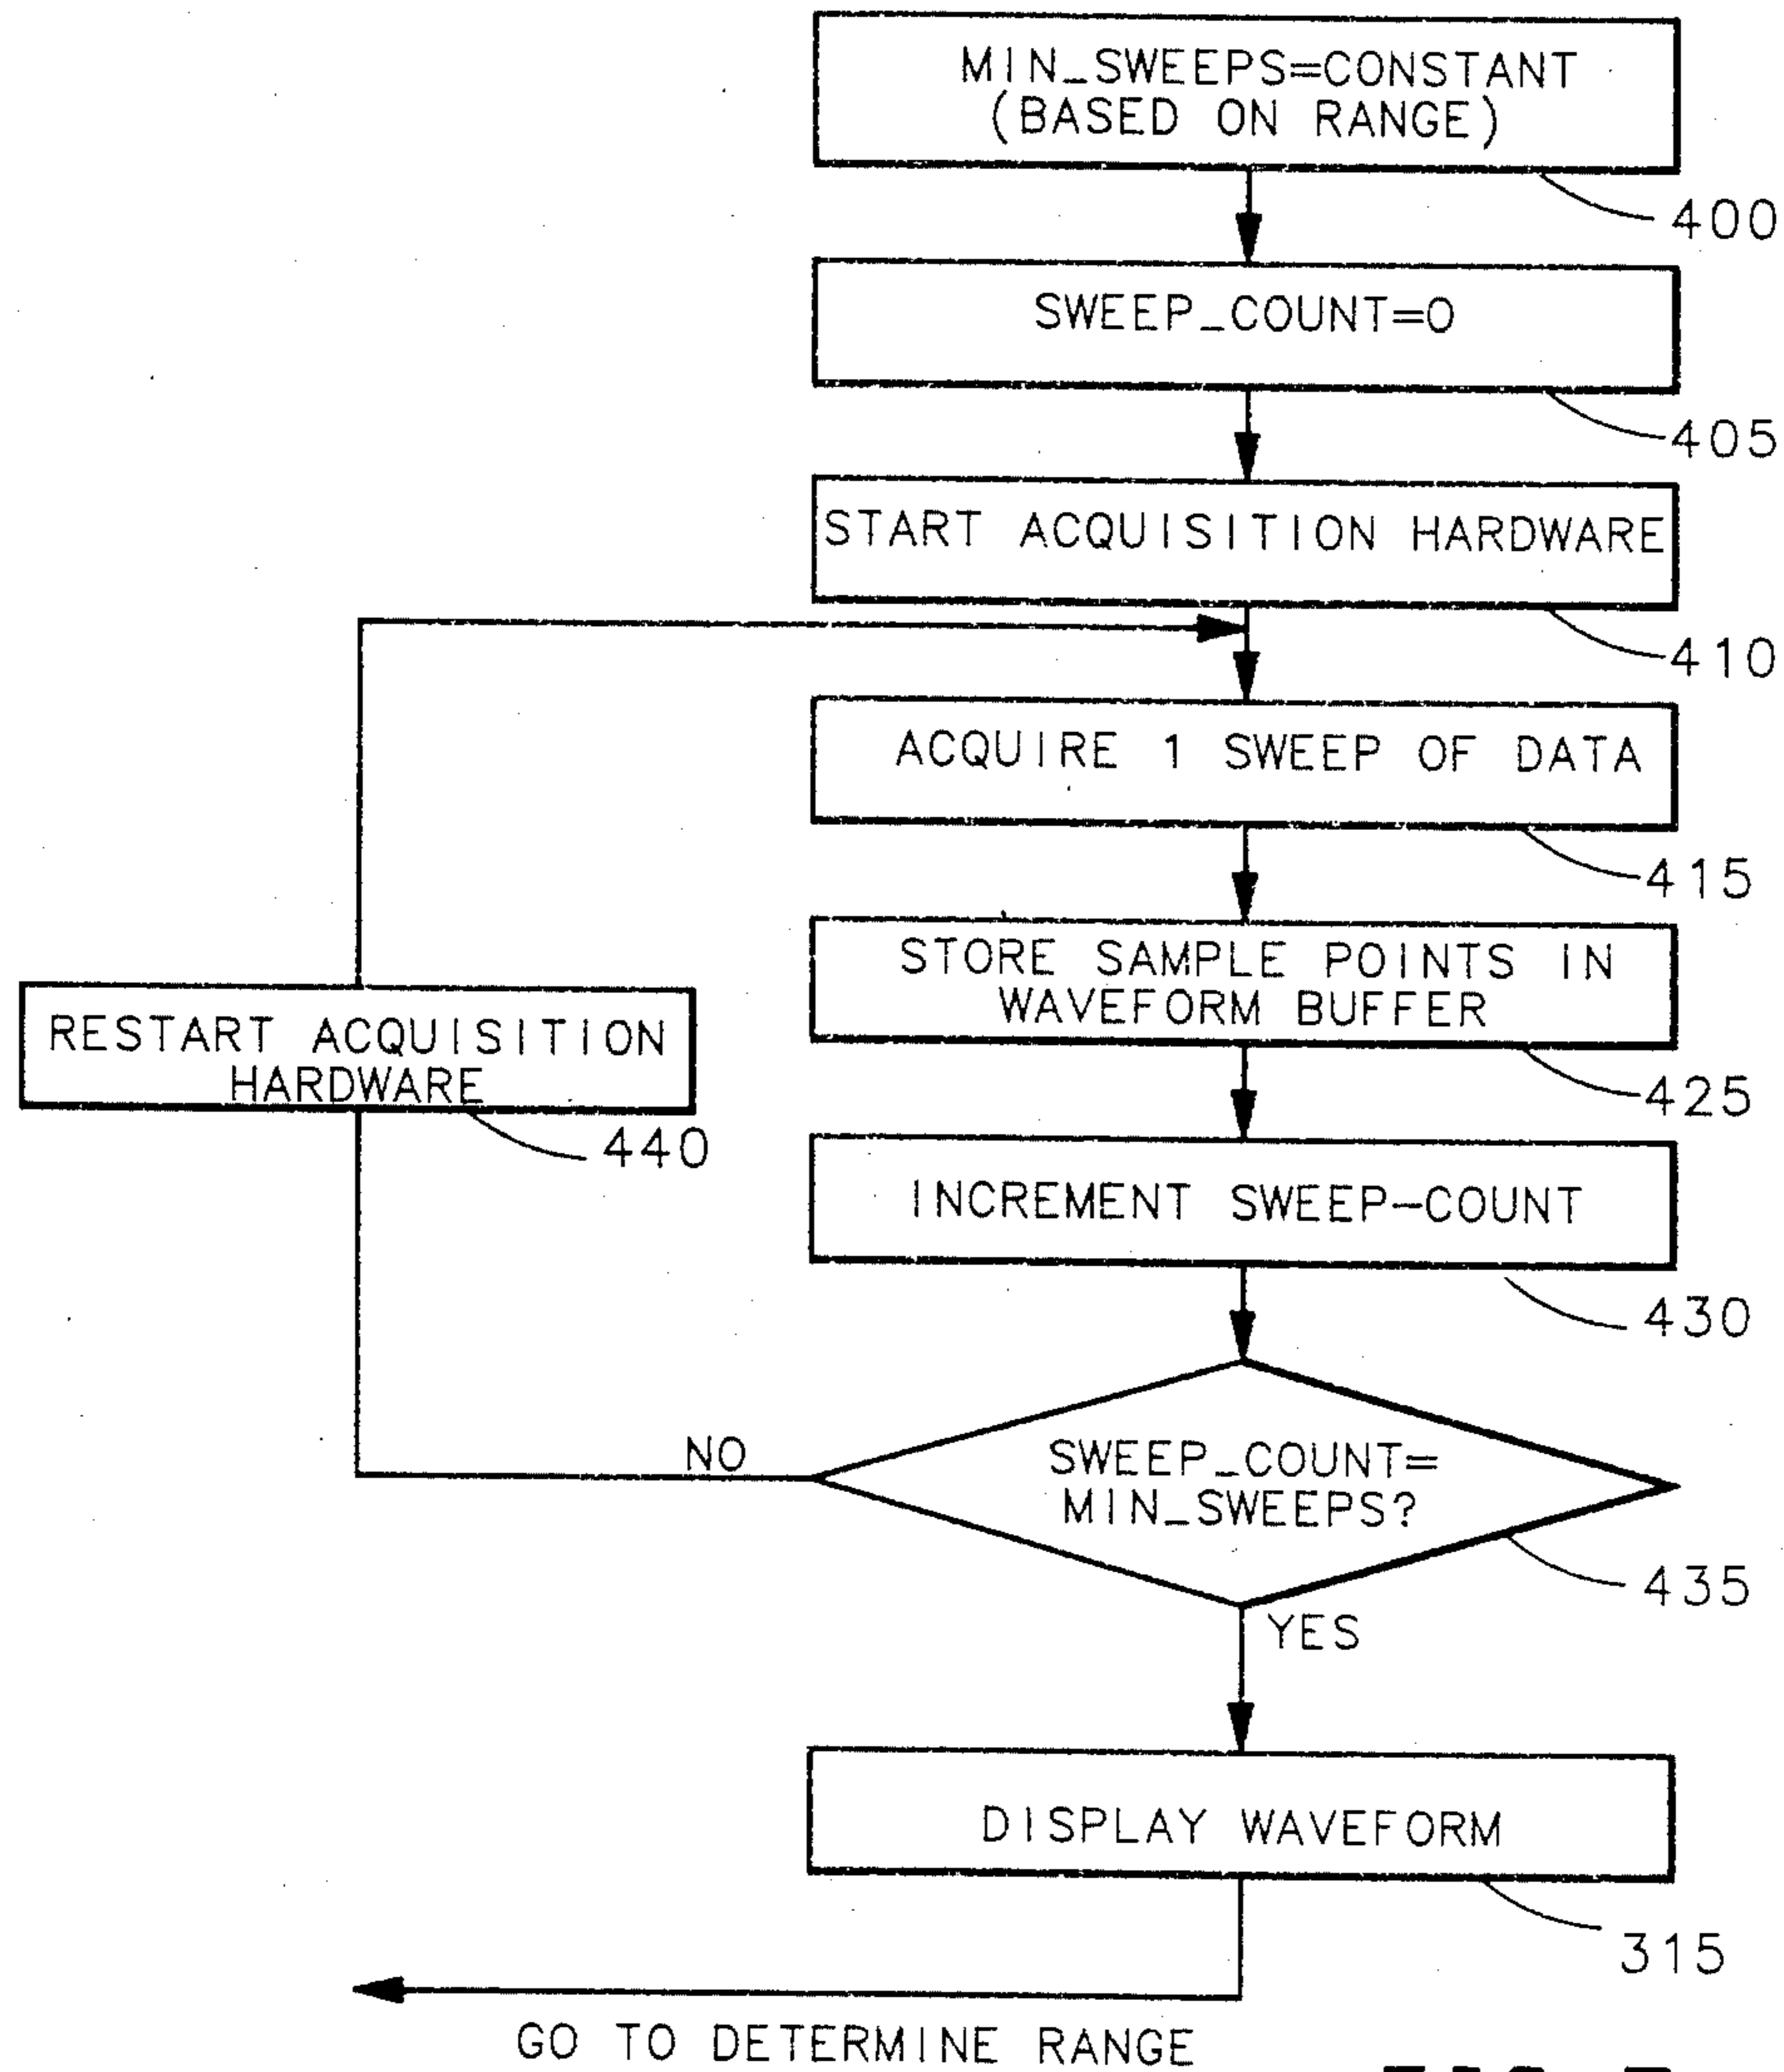 MIN_SWEEPS=CONSTANT
(BASED ON RANGE)
400
SWEEP_COUNT=0
405
START ACQUISITION HARDWARE
410
ACQUIRE 1 SWEEP OF DATA
415
STORE SAMPLE POINTS IN
WAVEFORM BUFFER
425
RESTART ACQUISITION
HARDWARE
440
INCREMENT SWEEP-COUNT
430
NO
SWEEP_COUNT=
MIN_SWEEPS?
435
YES
DISPLAY WAVEFORM
315
GO TO DETERMINE RANGE